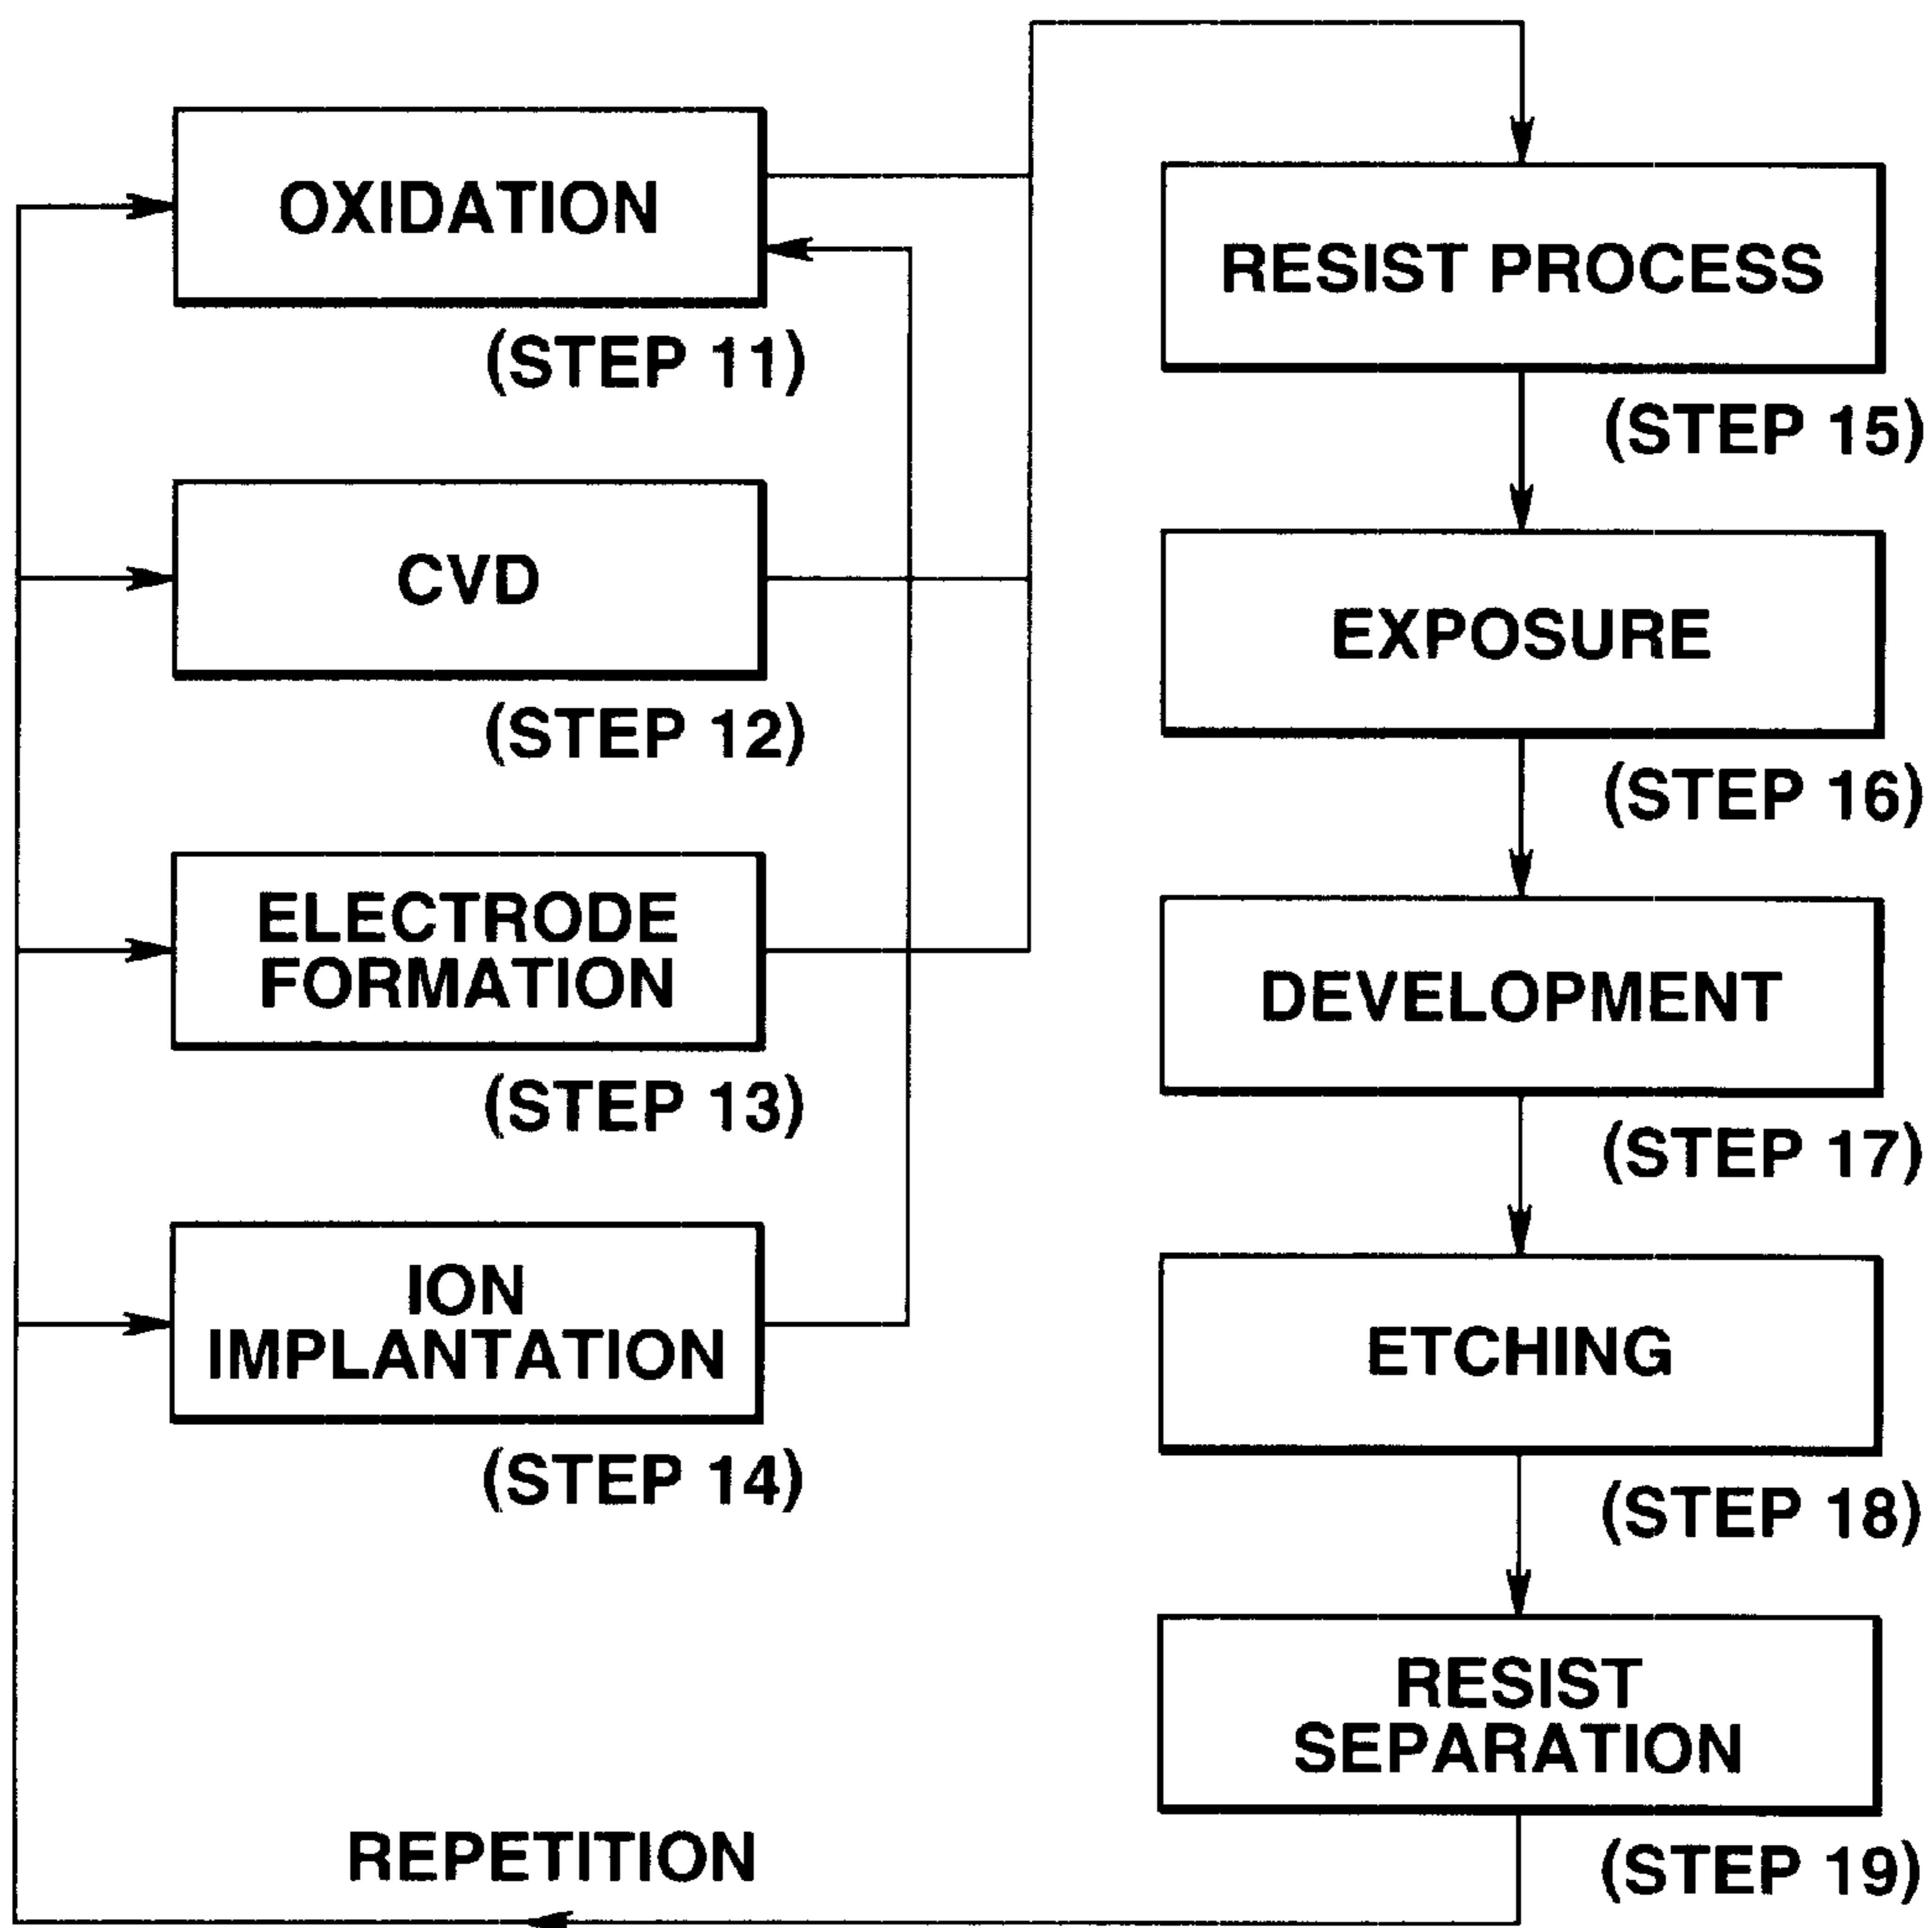 OXIDATION
(STEP 11)
CVD
(STEP 12)
ELECTRODE
FORMATION
(STEP 13)
ION
IMPLANTATION
(STEP 14)
RESIST PROCESS
(STEP 15)
EXPOSURE
(STEP 16)
DEVELOPMENT
(STEP 17)
ETCHING
(STEP 18)
RESIST
SEPARATION
(STEP 19)
REPETITION